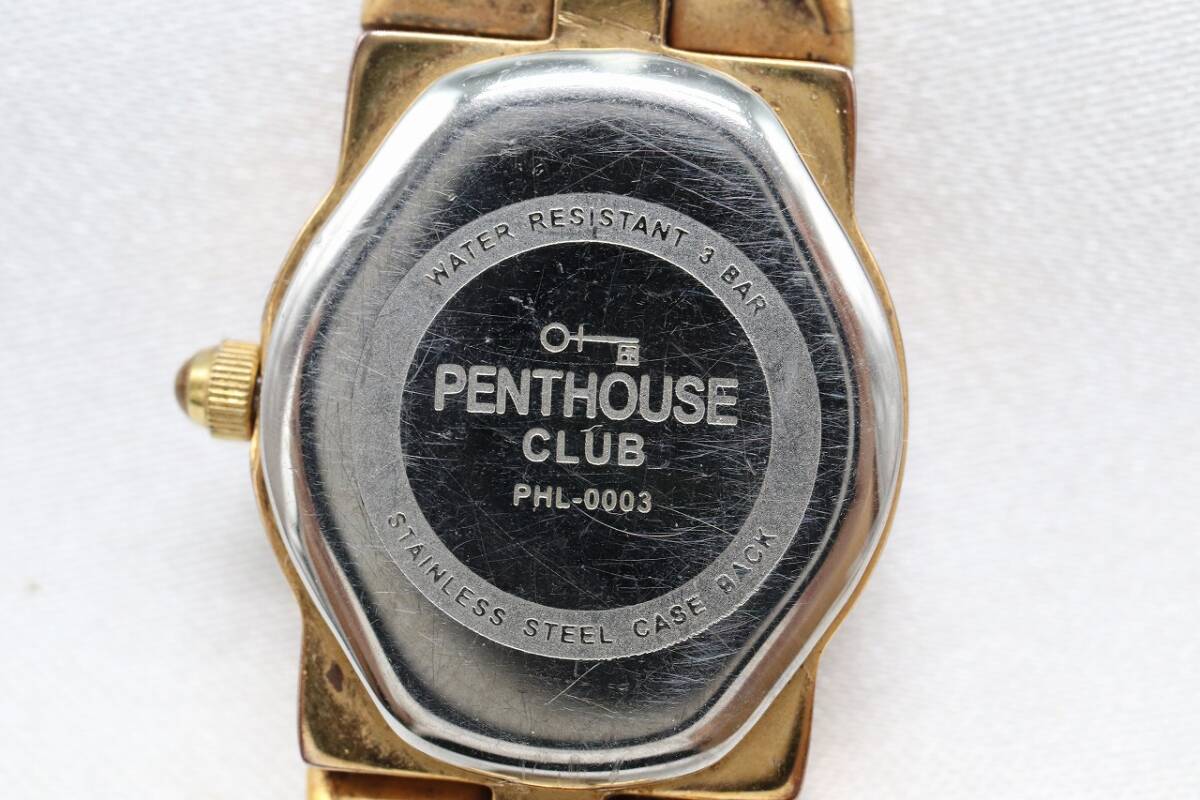 WATER RESISTANT 3 BAR
PENTHOUSE
CLUB
PHL-0003
STAINLESS STEEL CASE BACK